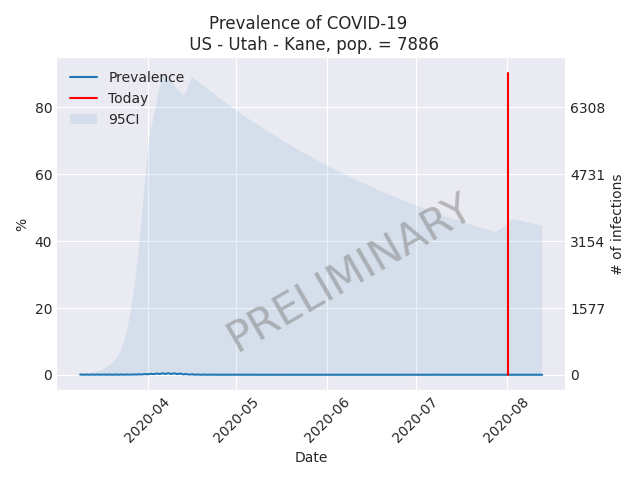 Prevalence of COVID-19
US - Utah - Kane, pop. = 7886
Prevalence
Today
95CI
80
60
40
20
0
%
6308
4731
3154
1577
0
# of infections
PRELIMINARY
2020-04
2020-05
2020-06
2020-07
2020-08
Date